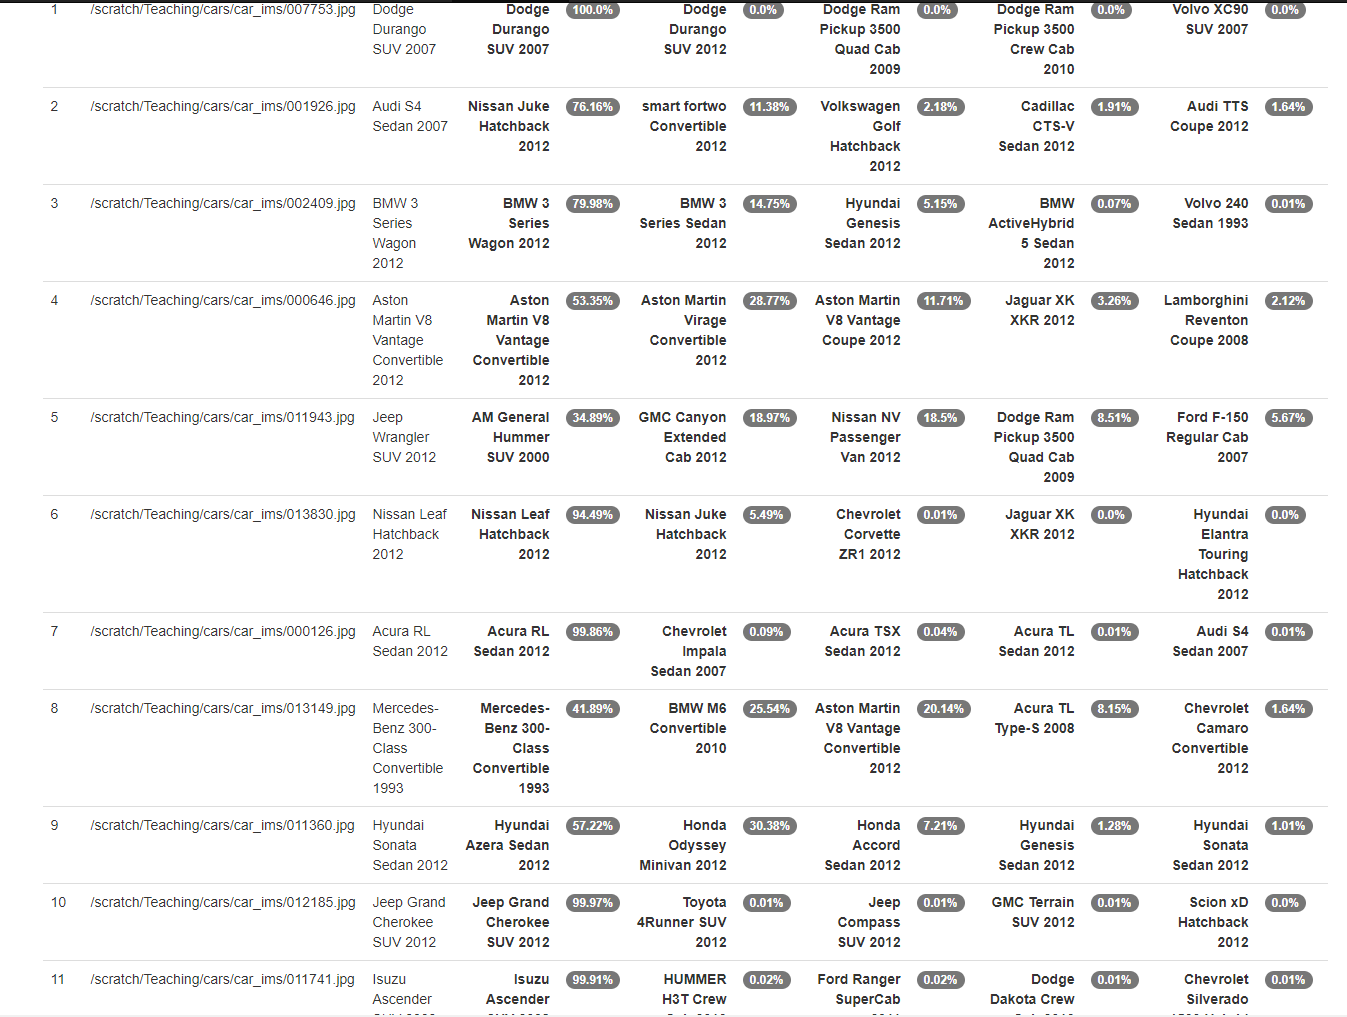 1 /scratch/Teaching/cars/car_ims/007753.jpg Dodge Dodge 100.0% Dodge 0.0% Dodge Ram 0.0% Dodge Ram 0.0% Volvo XC90 0.0%
Durango Durango Durango Pickup 3500 Pickup 3500 SUV 2007
SUV 2007 SUV 2007 SUV 2012 Quad Cab Crew Cab
2009 2010
2 /scratch/Teaching/cars/car_ims/001926.jpg Audi S4 Nissan Juke 76.16% smart fortwo 11.38% Volkswagen 2.18% Cadillac 1.91% Audi TTS 1.64%
Sedan 2007 Hatchback Convertible Golf CTS-V Coupe 2012
2012 2012 Hatchback Sedan 2012
2012
3 /scratch/Teaching/cars/car_ims/002409.jpg BMW 3 BMW 3 79.98% BMW 3 14.75% Hyundai 5.15% BMW 0.07% Volvo 240 0.01%
Series Series Series Sedan Genesis ActiveHybrid Sedan 1993
Wagon Wagon 2012 2012 Sedan 2012 5 Sedan
2012 2012
4 /scratch/Teaching/cars/car_ims/000646.jpg Aston Aston 53.35% Aston Martin 28.77% Aston Martin 11.71% Jaguar XK 3.26% Lamborghini 2.12%
Martin V8 Martin V8 Virage V8 Vantage XKR 2012 Reventon
Vantage Vantage Convertible Coupe 2012 Coupe 2008
Convertible Convertible 2012
2012 2012
5 /scratch/Teaching/cars/car_ims/011943.jpg Jeep AM General 34.89% GMC Canyon 18.97% Nissan NV 18.5% Dodge Ram 8.51% Ford F-150 5.67%
Wrangler Hummer Extended Passenger Pickup 3500 Regular Cab
SUV 2012 SUV 2000 Cab 2012 Van 2012 Quad Cab 2007
2009
6 /scratch/Teaching/cars/car_ims/013830.jpg Nissan Leaf Nissan Leaf 94.49% Nissan Juke 5.49% Chevrolet 0.01% Jaguar XK 0.0% Hyundai 0.0%
Hatchback Hatchback Hatchback Corvette XKR 2012 Elantra
2012 2012 2012 ZR1 2012 Touring
Hatchback
2012
7 /scratch/Teaching/cars/car_ims/000126.jpg Acura RL Acura RL 99.86% Chevrolet 0.09% Acura TSX 0.04% Acura TL 0.01% Audi S4 0.01%
Sedan 2012 Sedan 2012 Impala Sedan 2012 Sedan 2012 Sedan 2007
Sedan 2007
8 /scratch/Teaching/cars/car_ims/013149.jpg Mercedes- Mercedes- 41.89% BMW M6 25.54% Aston Martin 20.14% Acura TL 8.15% Chevrolet 1.64%
Benz 300- Benz 300- Convertible V8 Vantage Type-S 2008 Camaro
Class Class 2010 Convertible Convertible
Convertible Convertible 2012 2012
1993 1993
9 /scratch/Teaching/cars/car_ims/011360.jpg Hyundai Hyundai 57.22% Honda 30.38% Honda 7.21% Hyundai 1.28% Hyundai 1.01%
Sonata Azera Sedan Odyssey Accord Genesis Sonata
Sedan 2012 2012 Minivan 2012 Sedan 2012 Sedan 2012 Sedan 2012
10 /scratch/Teaching/cars/car_ims/012185.jpg Jeep Grand Jeep Grand 99.97% Toyota 0.01% Jeep 0.01% GMC Terrain 0.01% Scion xD 0.0%
Cherokee Cherokee 4Runner SUV Compass SUV 2012 Hatchback
SUV 2012 SUV 2012 2012 SUV 2012 2012
11 /scratch/Teaching/cars/car_ims/011741.jpg Isuzu Isuzu 99.91% HUMMER 0.02% Ford Ranger 0.02% Dodge 0.01% Chevrolet 0.01%
Ascender Ascender H3T Crew SuperCab Dakota Crew Silverado